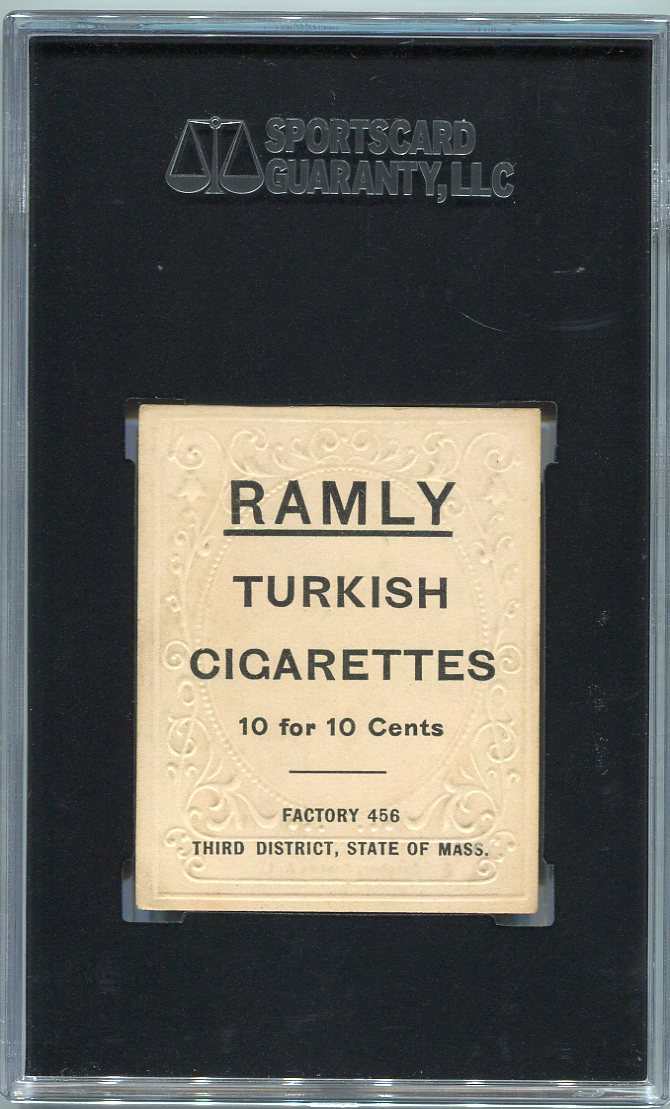 SPORTSCARD
GUARANTY, LLC
RAMLY
TURKISH
CIGARETTES
10 for 10 Cents
FACTORY 456
THIRD DISTRICT, STATE OF MASS.